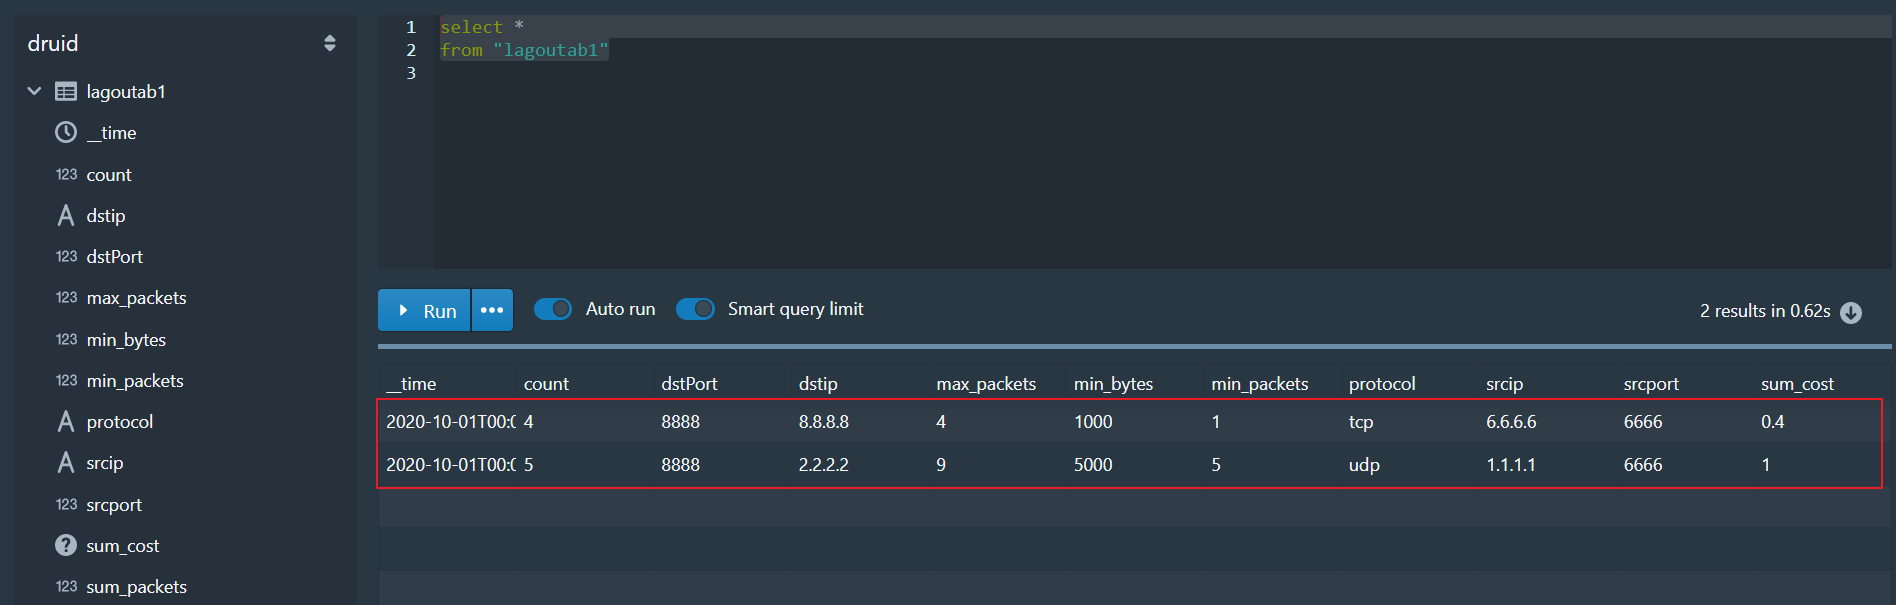 druid
lagoutab1
__time
123 count
A dstip
123 dstPort
123 max_packets
123 min_bytes
123 min_packets
A protocol
A srcip
123 srcport
? sum_cost
123 sum_packets
1 select *
2 from "lagoutab1"
3
Run ••• Auto run Smart query limit 2 results in 0.62s
__time count dstPort dstip max_packets min_bytes min_packets protocol srcip srcport sum_cost
2020-10-01T00:0 4 8888 8.8.8.8 4 1000 1 tcp 6.6.6.6 6666 0.4
2020-10-01T00:0 5 8888 2.2.2.2 9 5000 5 udp 1.1.1.1 6666 1